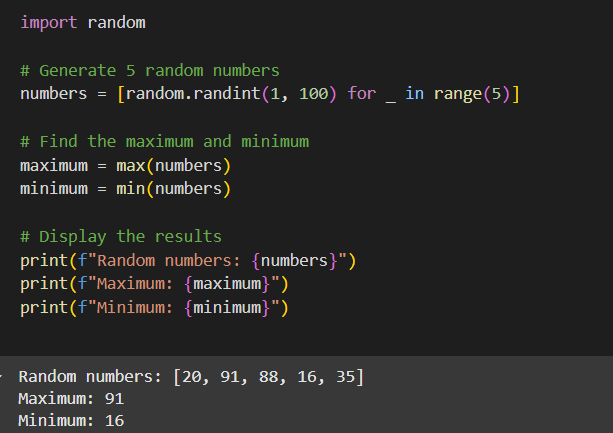 import random
# Generate 5 random numbers
numbers = [random.randint(1, 100) for _ in range(5)]
# Find the maximum and minimum
maximum = max(numbers)
minimum = min(numbers)
# Display the results
print(f"Random numbers: {numbers}")
print(f"Maximum: {maximum}")
print(f"Minimum: {minimum}")
Random numbers: [20, 91, 88, 16, 35]
Maximum: 91
Minimum: 16